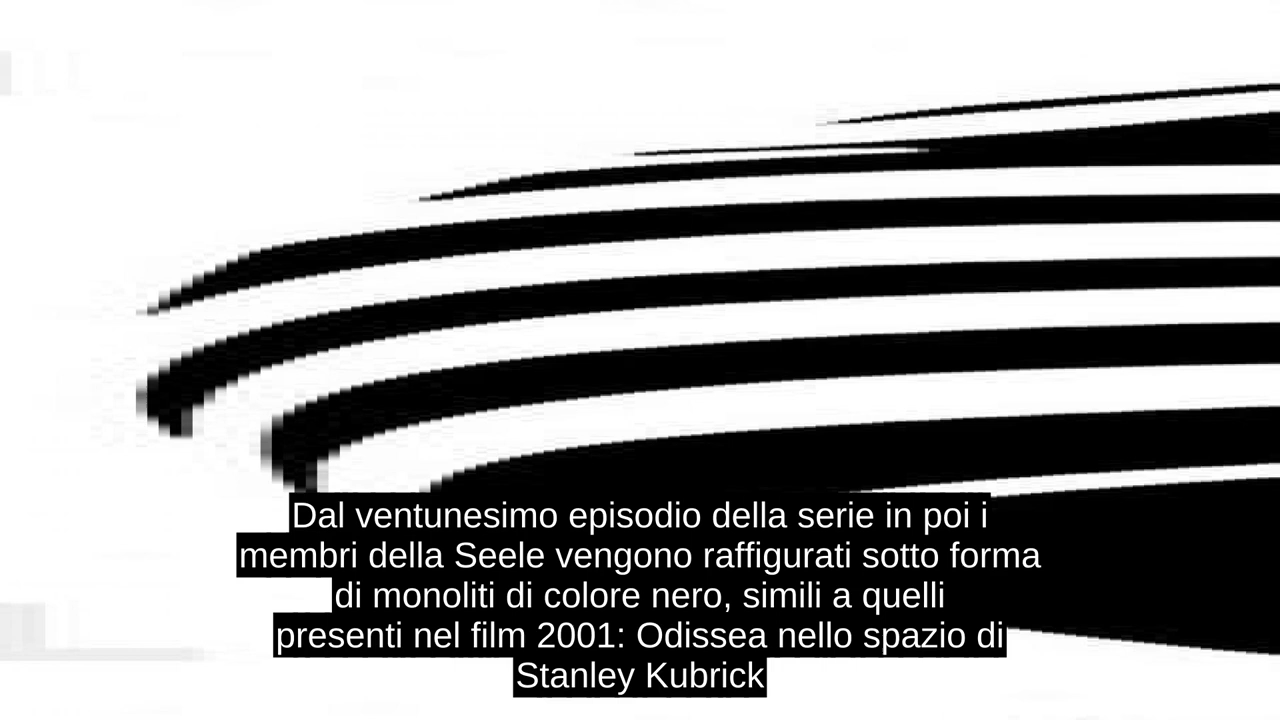 Dal ventunesimo episodio della serie in poi i
membri della Seele vengono raffigurati sotto forma
di monoliti di colore nero, simili a quelli
presenti nel film 2001: Odissea nello spazio di
Stanley Kubrick